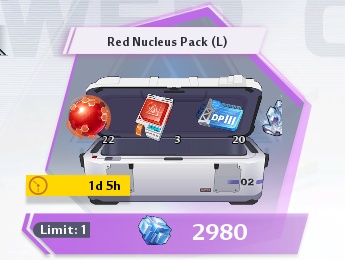 Red Nucleus Pack (L)
DPIII
22
3
20
02
1d 5h
Limit: 1
2980